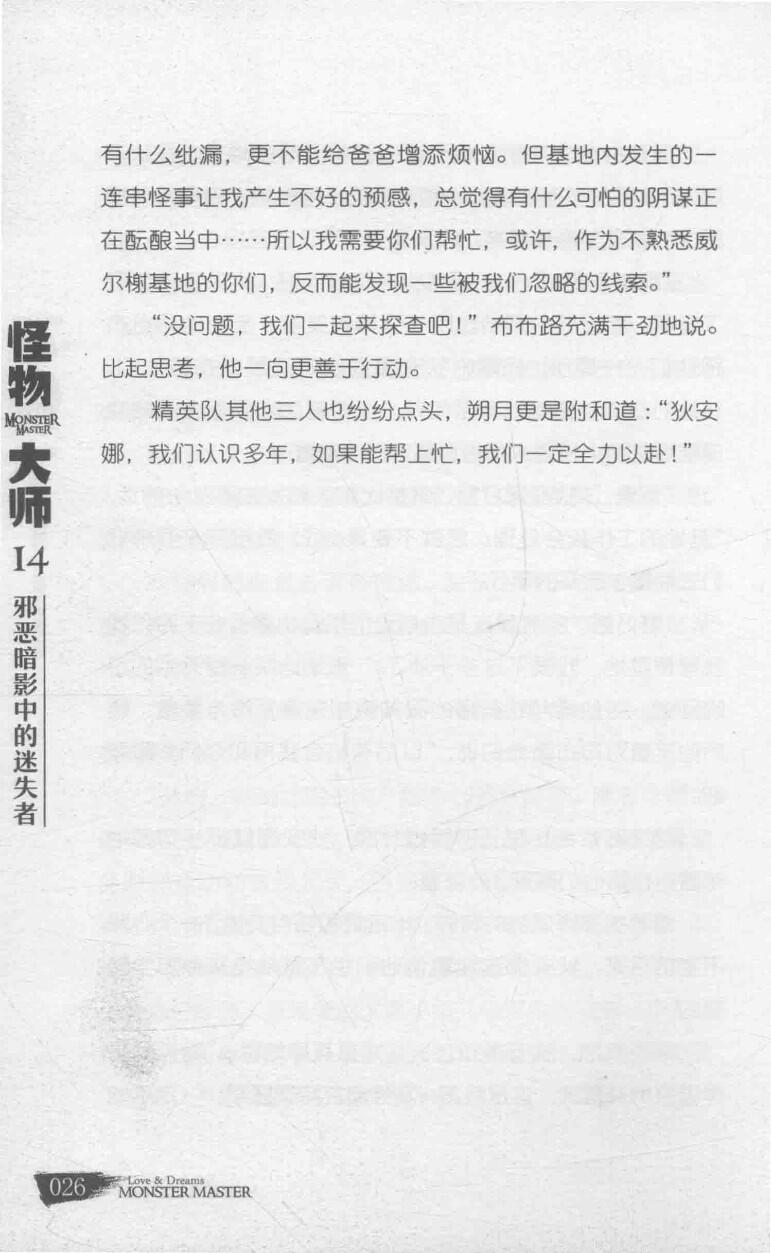 有什么纰漏，更不能给爸爸增添烦恼。但基地内发生的一
连串怪事让我产生不好的预感，总觉得有什么可怕的阴谋正
在酝酿当中……所以我需要你们帮忙，或许，作为不熟悉威
尔榭基地的你们，反而能发现一些被我们忽略的线索。”
“没问题，我们一起来探查吧！”布布路充满干劲地说。
比起思考，他一向更善于行动。
精英队其他三人也纷纷点头，朔月更是附和道：“狄安
娜，我们认识多年，如果能帮上忙，我们一定全力以赴！”
怪物
MONSTER
MASTER
大师
14
邪恶暗影中的迷失者
026
Love & Dreams
MONSTER MASTER